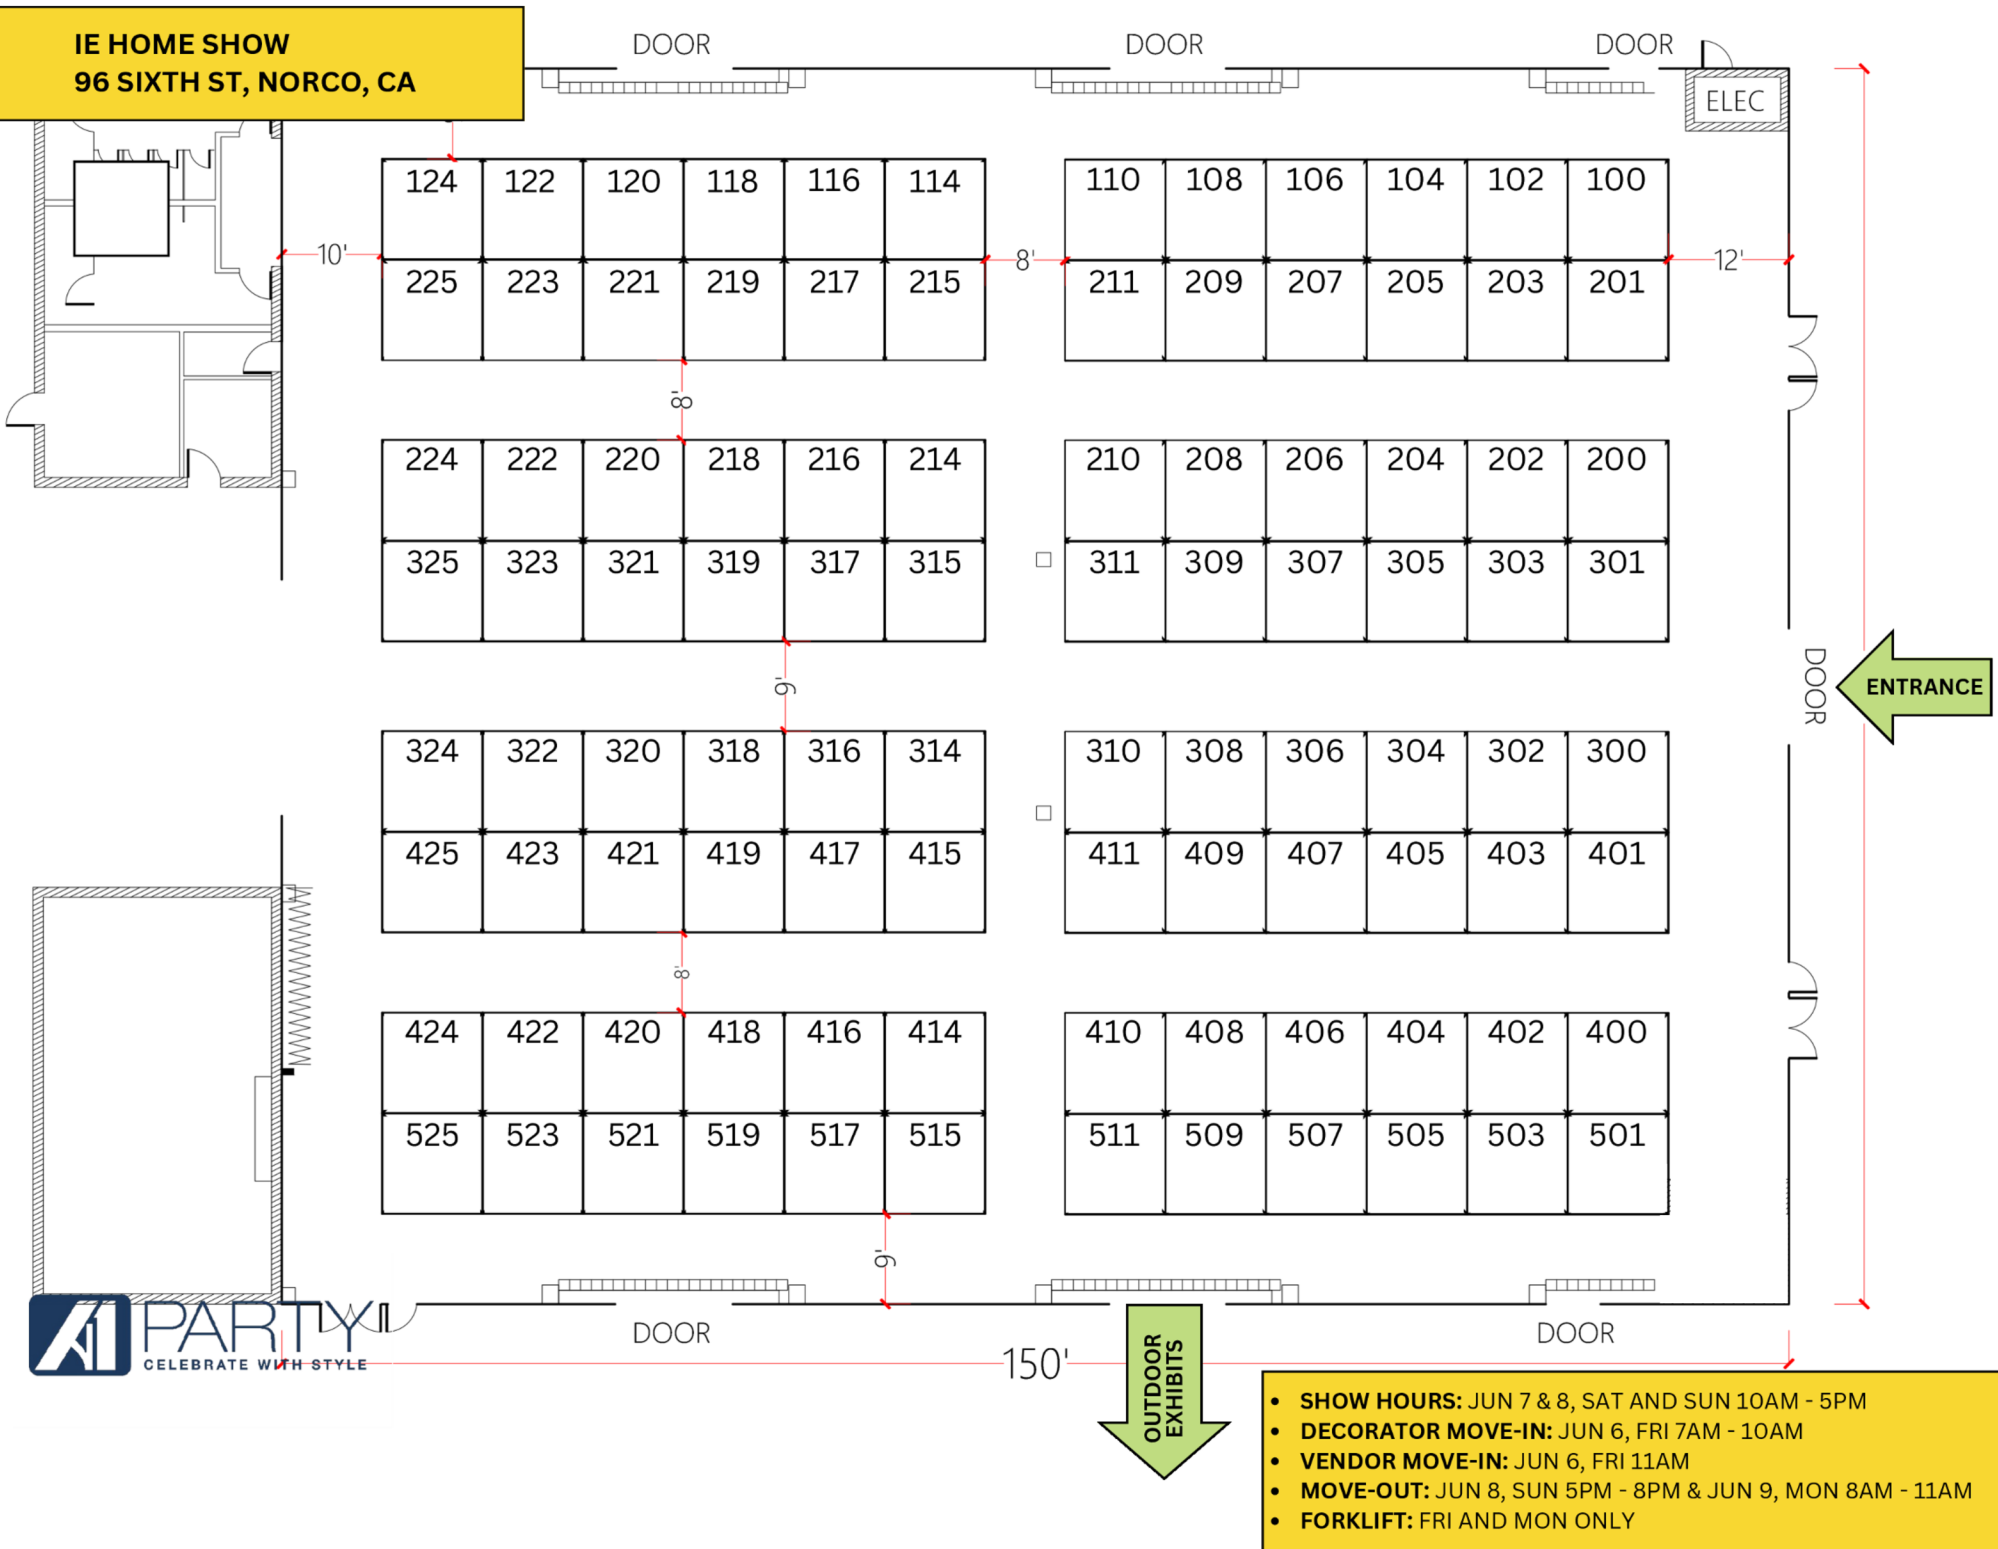 IE HOME SHOW
96 SIXTH ST, NORCO, CA
DOOR
DOOR
DOOR
ELEC
124 122 120 118 116 114
110 108 106 104 102 100
10'
8'
12'
225 223 221 219 217 215
211 209 207 205 203 201
8'
224 222 220 218 216 214
210 208 206 204 202 200
325 323 321 319 317 315
311 309 307 305 303 301
9'
DOOR
ENTRANCE
324 322 320 318 316 314
310 308 306 304 302 300
425 423 421 419 417 415
411 409 407 405 403 401
8'
424 422 420 418 416 414
410 408 406 404 402 400
525 523 521 519 517 515
511 509 507 505 503 501
9'
A1 PARTY
CELEBRATE WITH STYLE
DOOR
DOOR
150'
OUTDOOR
EXHIBITS
• SHOW HOURS: JUN 7 & 8, SAT AND SUN 10AM - 5PM
• DECORATOR MOVE-IN: JUN 6, FRI 7AM - 10AM
• VENDOR MOVE-IN: JUN 6, FRI 11AM
• MOVE-OUT: JUN 8, SUN 5PM - 8PM & JUN 9, MON 8AM - 11AM
• FORKLIFT: FRI AND MON ONLY